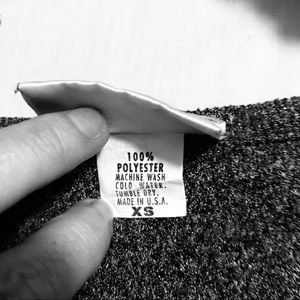 100%
POLYESTER
MACHINE WASH
COLD WATER.
TUMBLE DRY.
MADE IN U.S.A.
XS